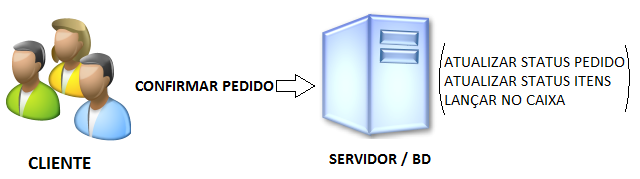 ATUALIZAR STATUS PEDIDO
ATUALIZAR STATUS ITENS
LANÇAR NO CAIXA
CONFIRMAR PEDIDO
CLIENTE
SERVIDOR / BD